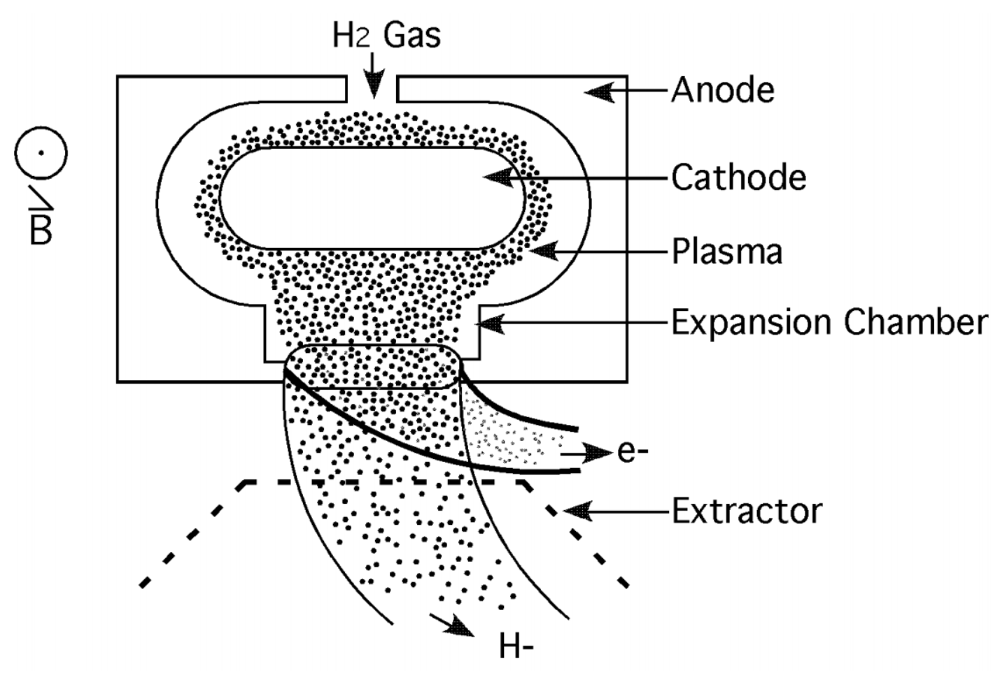 H2 Gas
Anode
B
Cathode
Plasma
Expansion Chamber
e-
Extractor
H-